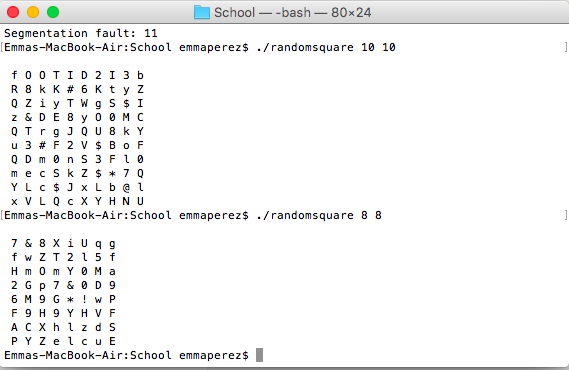 School — -bash — 80×24
Segmentation fault: 11
[Emmas-MacBook-Air:School emmaperez$ ./randomsquare 10 10 ]
f O O T I D 2 I 3 b
R 8 k K # 6 K t y Z
Q Z i y T W g S $ I
z & D E 8 y O 0 M C
Q T r g J Q U 8 k Y
u 3 # F 2 V $ B o F
Q D m 0 n S 3 F l 0
m e c S k Z $ * 7 Q
Y L c $ J x L b @ l
x V L Q c X Y H N U
[Emmas-MacBook-Air:School emmaperez$ ./randomsquare 8 8 ]
7 & 8 X i U q g
f w Z T 2 l 5 f
H m O m Y 0 M a
2 G p 7 & 0 D 9
6 M 9 G * ! w P
F 9 H 9 Y H V F
A C X h l z d S
P Y Z e l c u E
Emmas-MacBook-Air:School emmaperez$